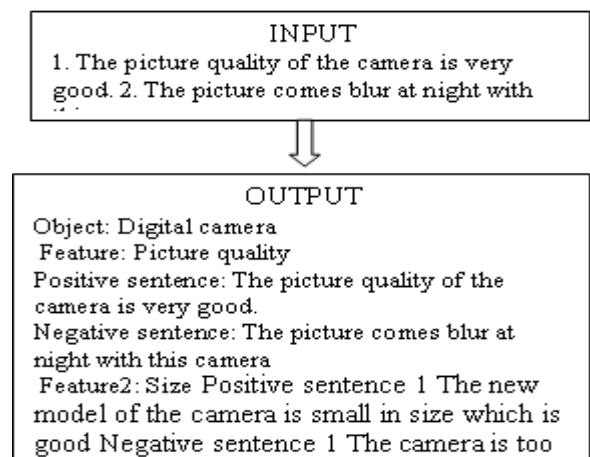 INPUT
1. The picture quality of the camera is very
good. 2. The picture comes blur at night with
OUTPUT
Object: Digital camera
Feature: Picture quality
Positive sentence: The picture quality of the
camera is very good.
Negative sentence: The picture comes blur at
night with this camera
Feature2: Size Positive sentence 1 The new
model of the camera is small in size which is
good Negative sentence 1 The camera is too